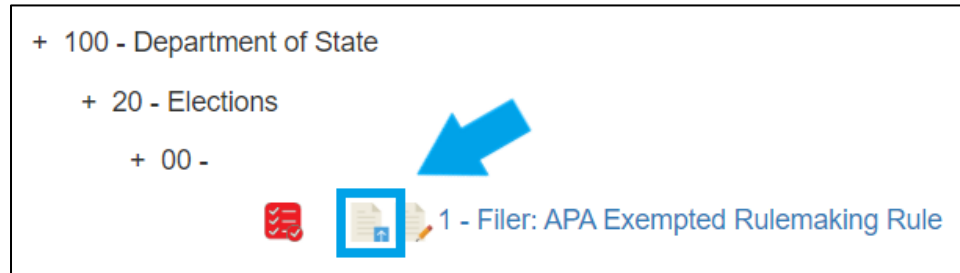 + 100 - Department of State
+ 20 - Elections
+ 00 -
1 - Filer: APA Exempted Rulemaking Rule